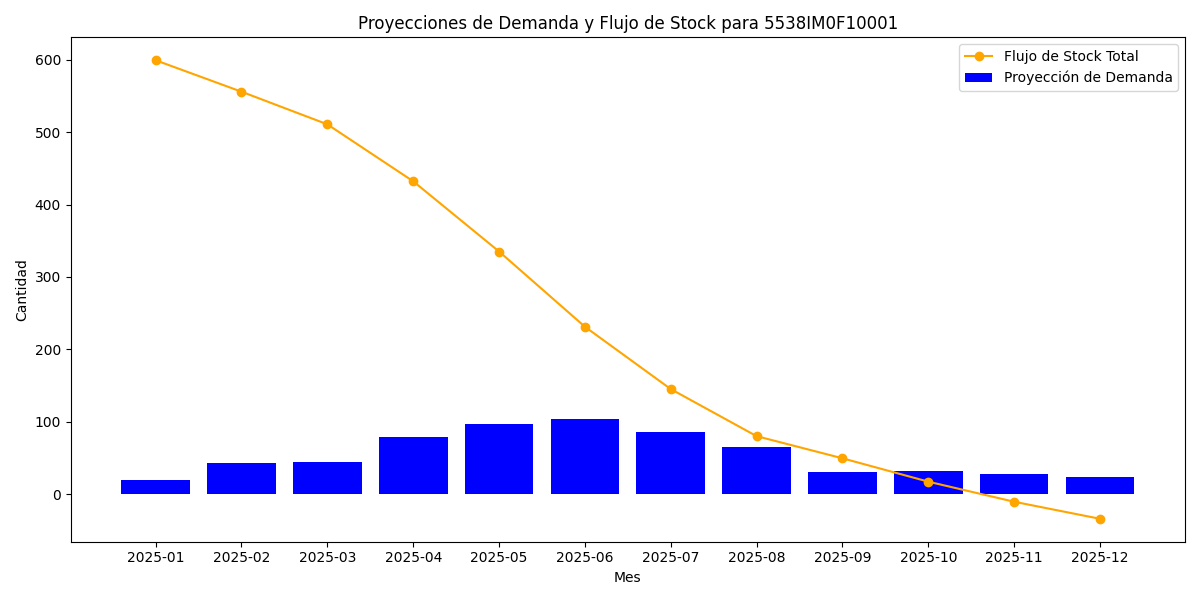 Proyecciones de Demanda y Flujo de Stock para 5538IM0F10001
Flujo de Stock Total
Proyección de Demanda
Cantidad
600
500
400
300
200
100
0
2025-01 2025-02 2025-03 2025-04 2025-05 2025-06 2025-07 2025-08 2025-09 2025-10 2025-11 2025-12
Mes